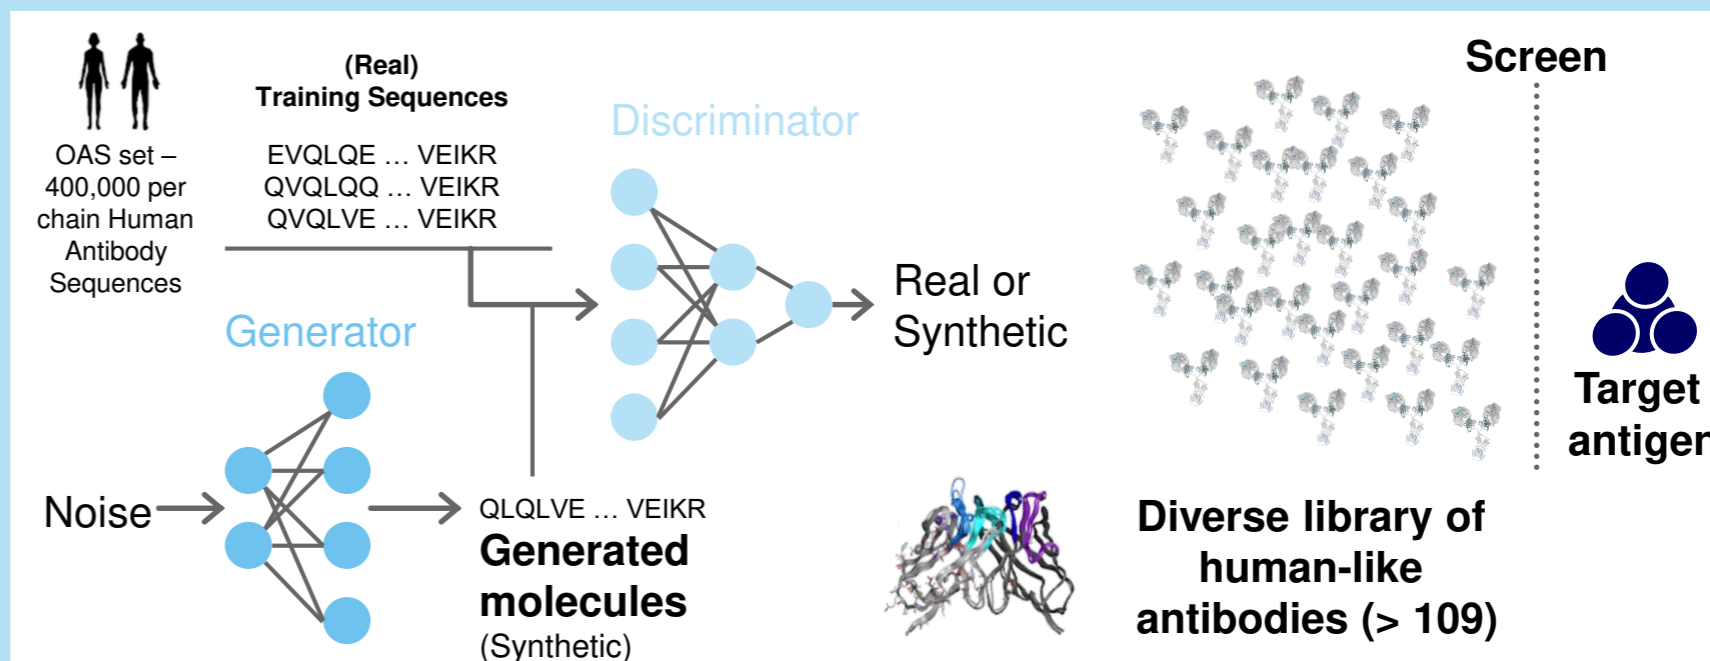 OAS set –
400,000 per
chain Human
Antibody
Sequences
(Real)
Training Sequences
EVQLQE … VEIKR
QVQLQQ … VEIKR
QVQLVE … VEIKR
Discriminator
Real or
Synthetic
Generator
Noise
QLQLVE … VEIKR
Generated
molecules
(Synthetic)
Screen
Target
antigen
Diverse library of
human-like
antibodies (> 109)